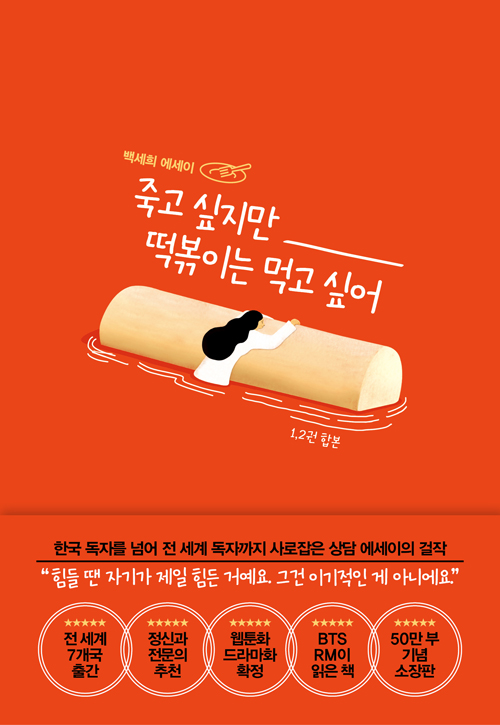 백세희 에세이
죽고 싶지만
떡볶이는 먹고 싶어
1,2권 합본
한국 독자를 넘어 전 세계 독자까지 사로잡은 상담 에세이의 걸작
“힘들 땐 자기가 제일 힘든 거예요. 그건 이기적인 게 아니에요.”
★★★★★
전 세계
7개국
출간
★★★★★
정신과
전문의
추천
★★★★★
웹툰화
드라마화
확정
★★★★★
BTS
RM이
읽은 책
★★★★★
50만 부
기념
소장판